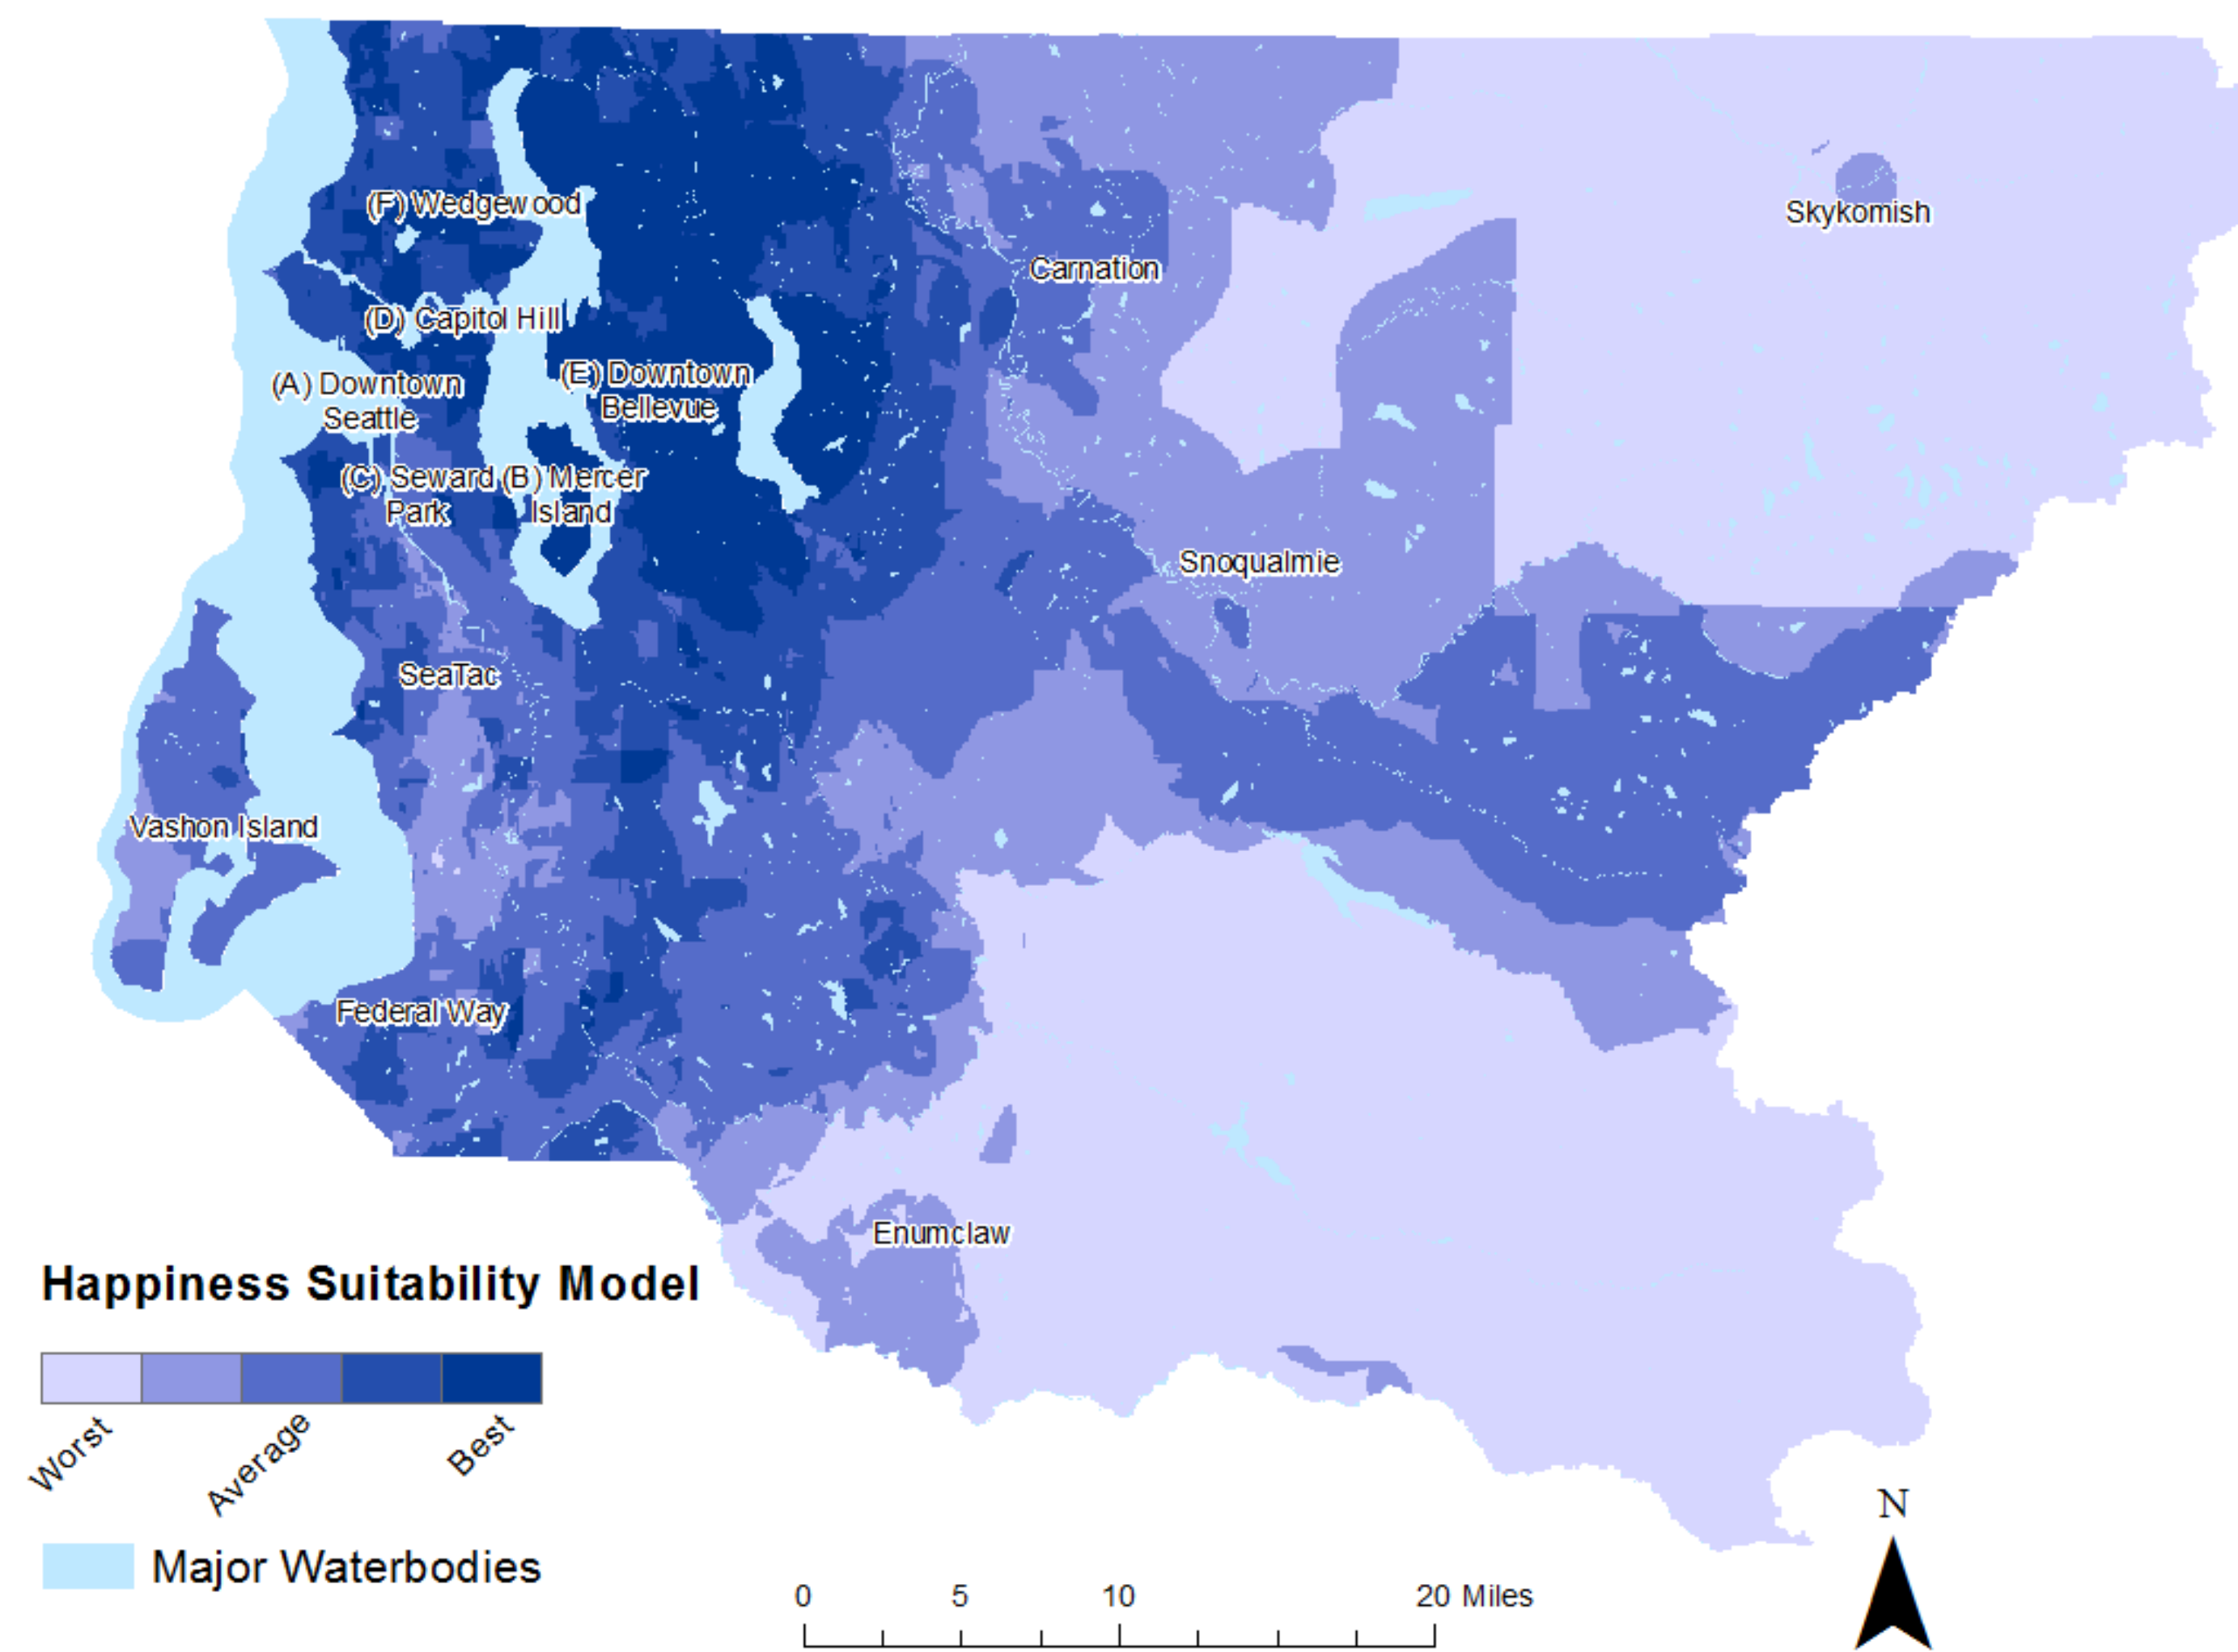 (F) Wedgewood
Skykomish
Carnation
(D) Capitol Hill
(A) Downtown
Seattle
(E) Downtown
Bellevue
(C) Seward
Park
(B) Mercer
Island
Snoqualmie
SeaTac
Vashon Island
Federal Way
Enumclaw
Happiness Suitability Model
Worst
Average
Best
Major Waterbodies
0 5 10 20 Miles
N